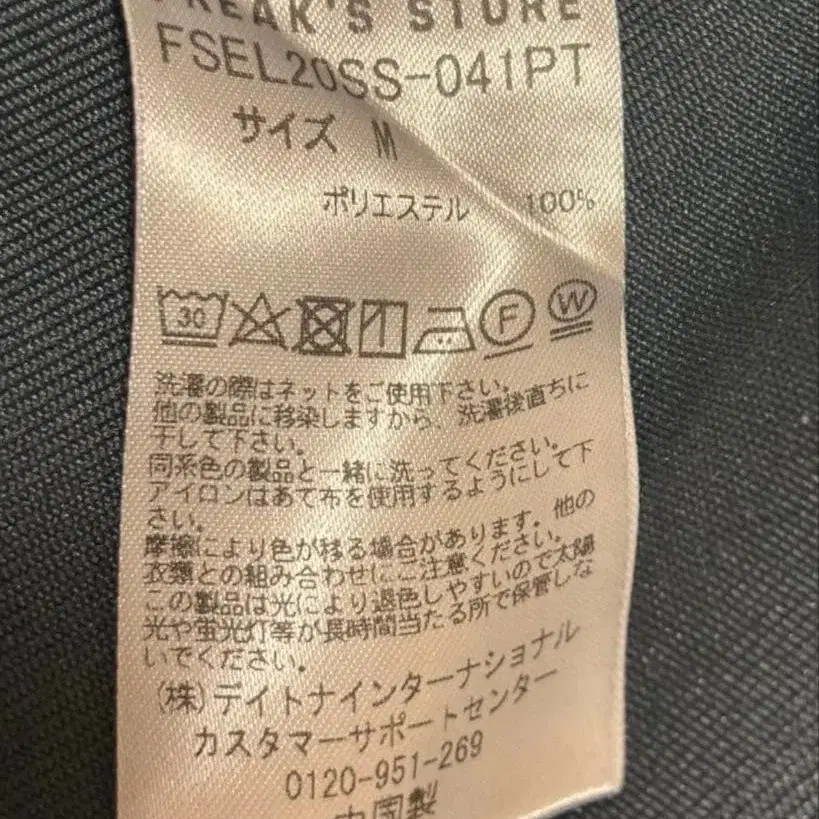 FREAK'S STORE
FSEL20SS-041PT
サイズ M
ポリエステル 100%
30
F
W
洗濯の際はネットをご使用下さい。
他の製品に移染しますから、洗濯後直ちに
干して下さい。
同系色の製品と一緒に洗ってください。
アイロンはあて布を使用するようにして下
さい。
摩擦により色が移る場合があります。他の
衣類との組み合わせにご注意ください。
この製品は光により退色しやすいので太陽
光や蛍光灯等が長時間当たる所で保管しな
いでください。
(株)デイトナインターナショナル
カスタマーサポートセンター
0120-951-269
中国製